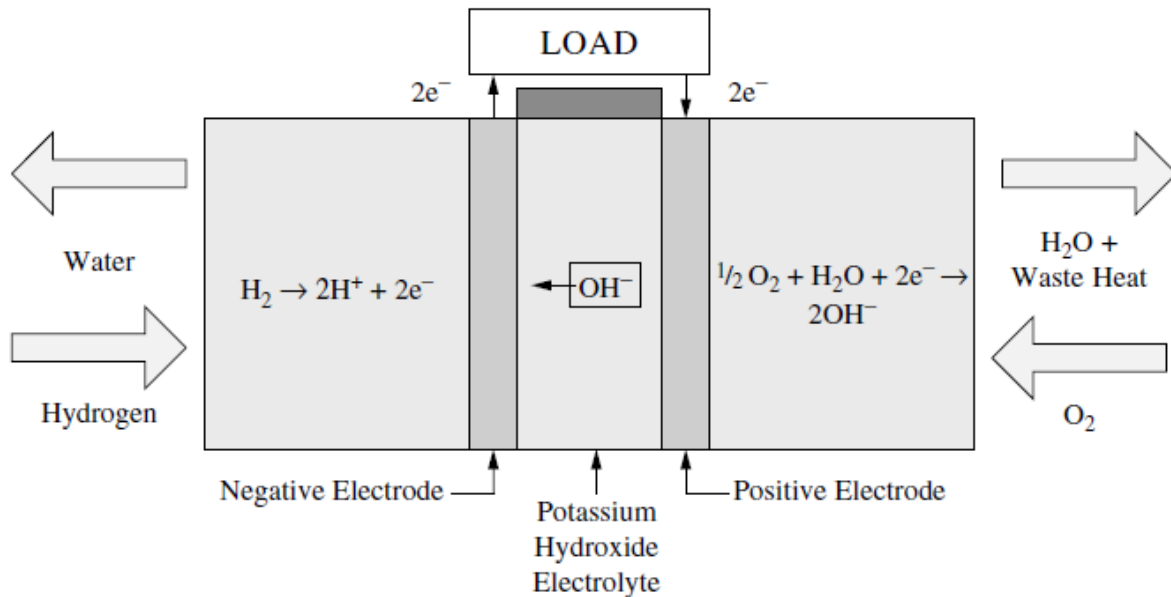 LOAD
2e⁻
2e⁻
Water
H₂ → 2H⁺ + 2e⁻
OH⁻
½ O₂ + H₂O + 2e⁻ →
2OH⁻
H₂O +
Waste Heat
Hydrogen
O₂
Negative Electrode
Positive Electrode
Potassium
Hydroxide
Electrolyte